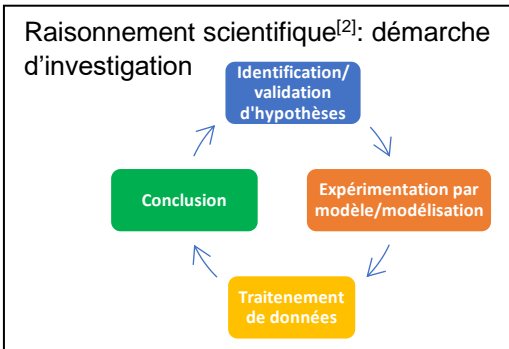 Raisonnement scientifique[2]: démarche
d'investigation
Identification/
validation
d'hypothèses
Expérimentation par
modèle/modélisation
Traitenement
de données
Conclusion